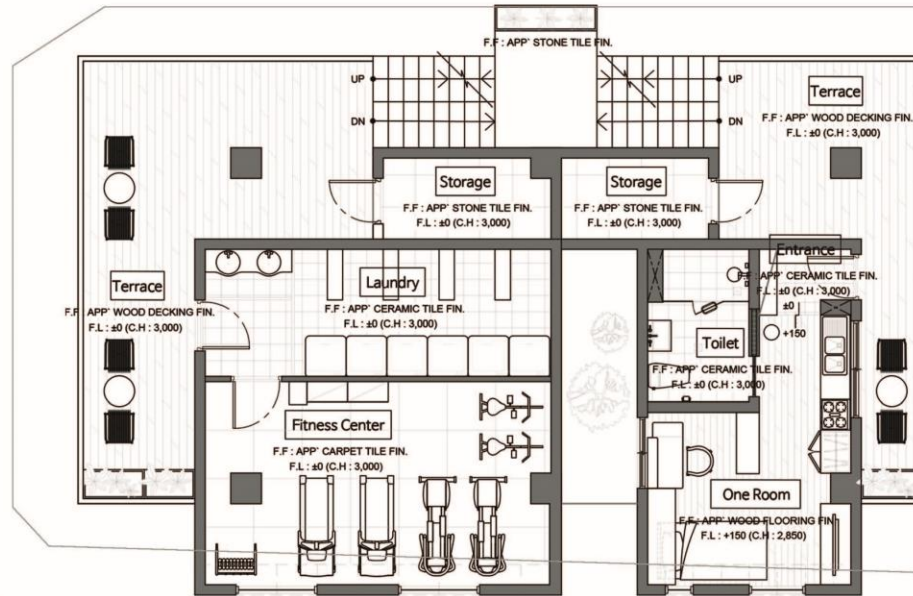 F.F : APP' STONE TILE FIN.
UP
DN
UP
DN
Terrace
F.F : APP' WOOD DECKING FIN.
F.L : ±0 (C.H : 3,000)
Storage
F.F : APP' STONE TILE FIN.
F.L : ±0 (C.H : 3,000)
Storage
F.F : APP' STONE TILE FIN.
F.L : ±0 (C.H : 3,000)
Terrace
F.F : APP' WOOD DECKING FIN.
F.L : ±0 (C.H : 3,000)
Laundry
F.F : APP' CERAMIC TILE FIN.
F.L : ±0 (C.H : 3,000)
Entrance
F.F : APP' CERAMIC TILE FIN.
F.L : ±0 (C.H : 3,000)
±0
+150
Toilet
F.F : APP' CERAMIC TILE FIN.
F.L : ±0 (C.H : 3,000)
Fitness Center
F.F : APP' CARPET TILE FIN.
F.L : ±0 (C.H : 3,000)
One Room
F.F : APP' WOOD FLOORING FIN
F.L : +150 (C.H : 2,850)